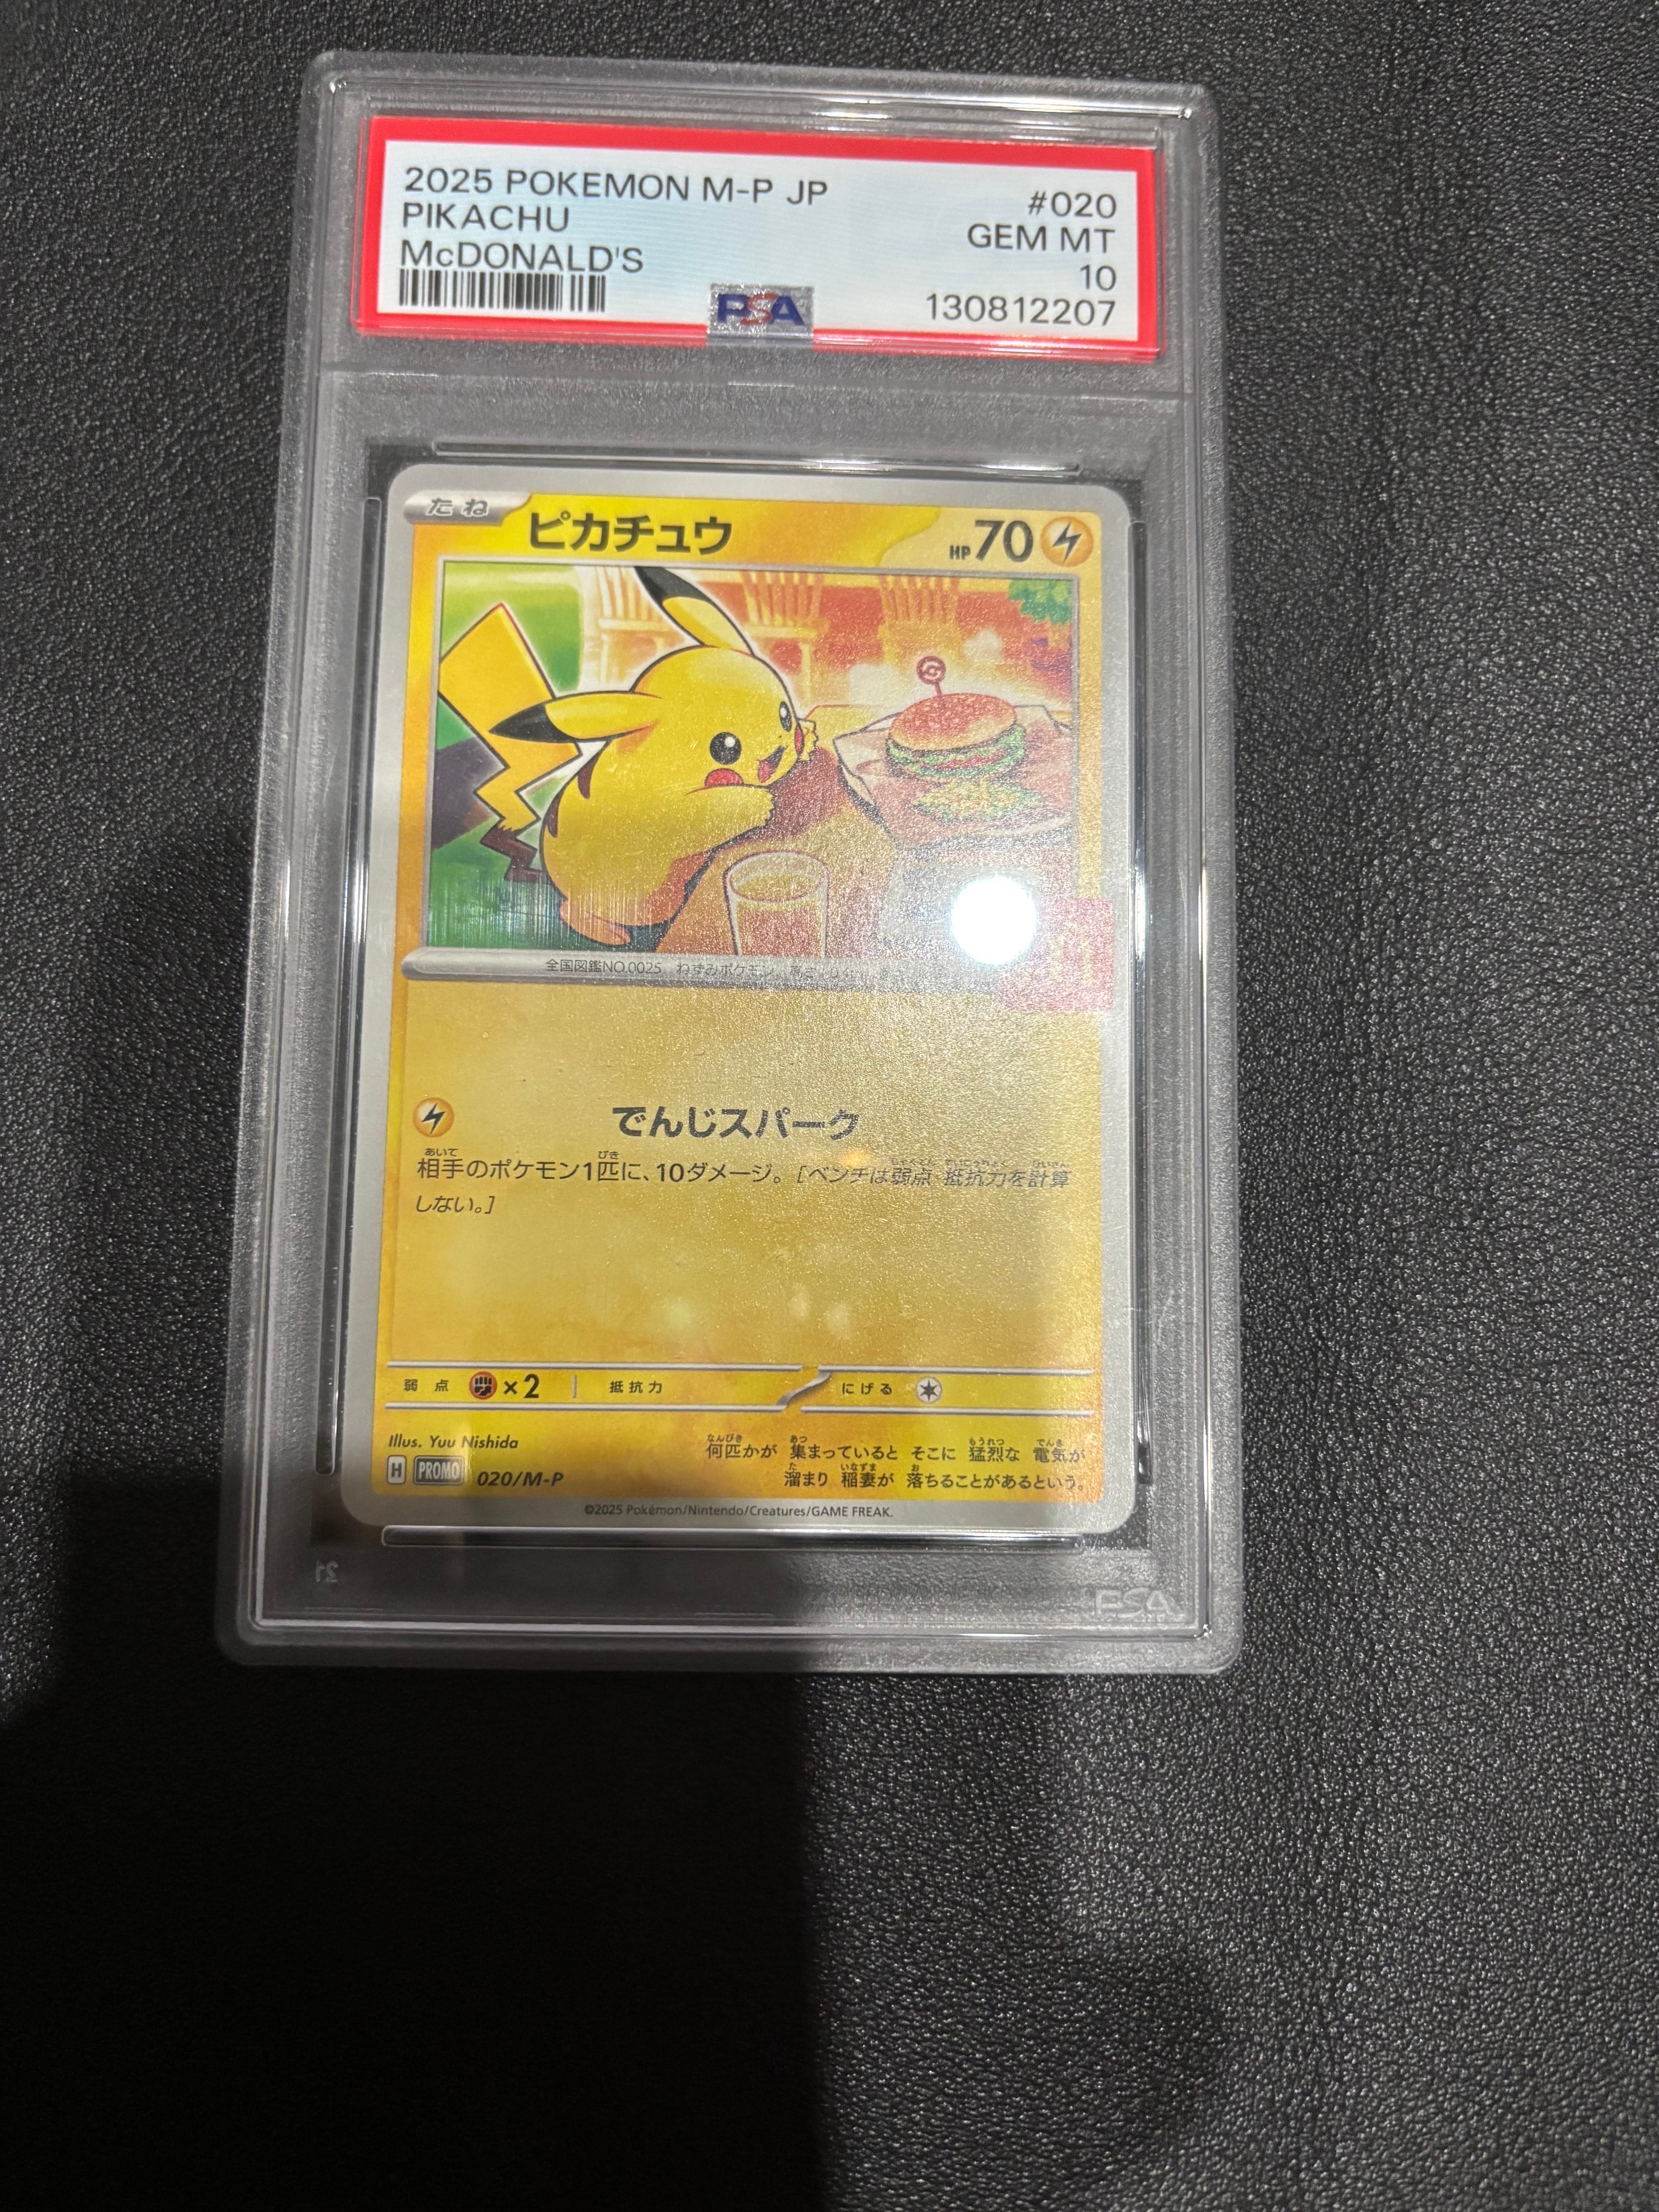 2025 POKEMON M-P JP
#020
PIKACHU
GEM MT
McDONALD'S
10
PSA
130812207
たね
ピカチュウ
HP70
全国図鑑NO.0025 ねずみポケモン
でんじスパーク
相手のポケモン1匹に、10ダメージ。[ベンチは弱点・抵抗力を計算
しない。]
弱点 ×2 抵抗力 にげる
Illus. Yuu Nishida
何匹かが 集まっていると そこに 猛烈な 電気が
溜まり 稲妻が 落ちることがあるという。
H PROMO 020/M-P
©2025 Pokémon/Nintendo/Creatures/GAME FREAK.
21
PSA